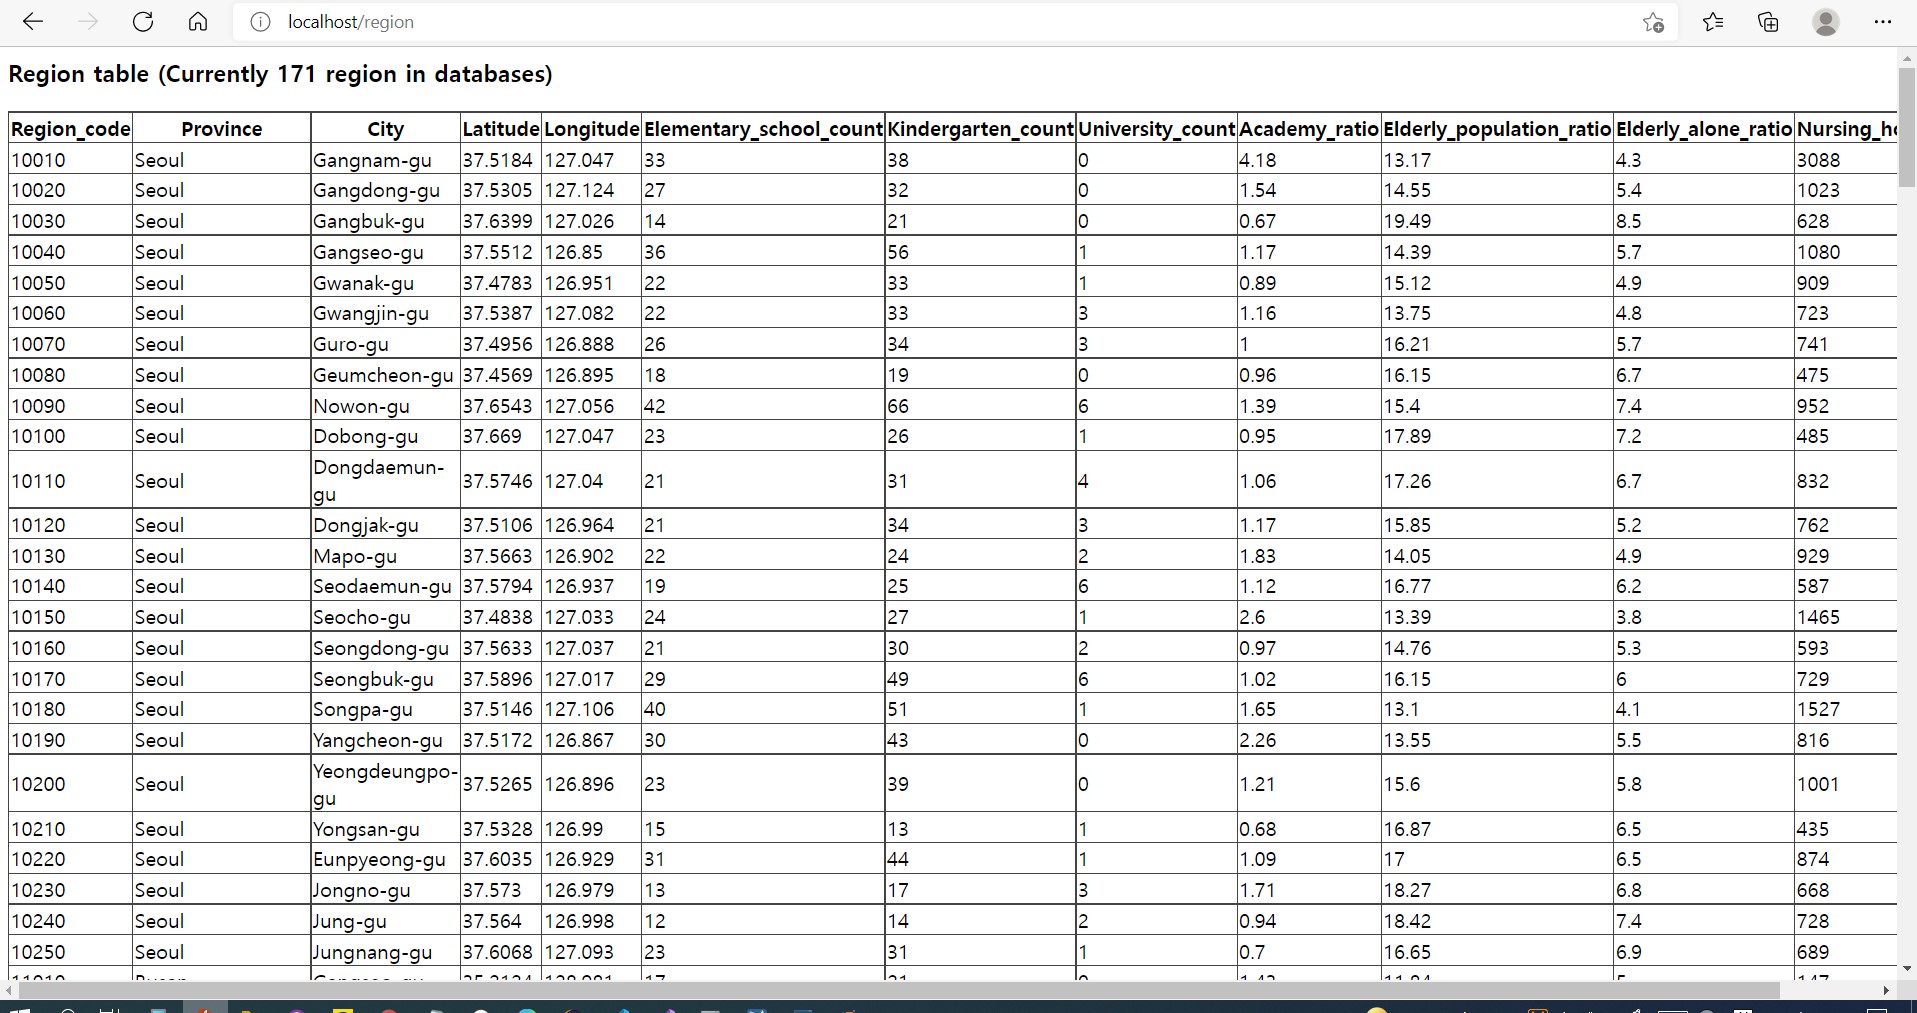 localhost/region
Region table (Currently 171 region in databases)
Region_code Province City Latitude Longitude Elementary_school_count Kindergarten_count University_count Academy_ratio Elderly_population_ratio Elderly_alone_ratio
10010 Seoul Gangnam-gu 37.5184 127.047 33 38 0 4.18 13.17 4.3 3088
10020 Seoul Gangdong-gu 37.5305 127.124 27 32 0 1.54 14.55 5.4 1023
10030 Seoul Gangbuk-gu 37.6399 127.026 14 21 0 0.67 19.49 8.5 628
10040 Seoul Gangseo-gu 37.5512 126.85 36 56 1 1.17 14.39 5.7 1080
10050 Seoul Gwanak-gu 37.4783 126.951 22 33 1 0.89 15.12 4.9 909
10060 Seoul Gwangjin-gu 37.5387 127.082 22 33 3 1.16 13.75 4.8 723
10070 Seoul Guro-gu 37.4956 126.888 26 34 3 1 16.21 5.7 741
10080 Seoul Geumcheon-gu 37.4569 126.895 18 19 0 0.96 16.15 6.7 475
10090 Seoul Nowon-gu 37.6543 127.056 42 66 6 1.39 15.4 7.4 952
10100 Seoul Dobong-gu 37.669 127.047 23 26 1 0.95 17.89 7.2 485
10110 Seoul Dongdaemun-gu 37.5746 127.04 21 31 4 1.06 17.26 6.7 832
10120 Seoul Dongjak-gu 37.5106 126.964 21 34 3 1.17 15.85 5.2 762
10130 Seoul Mapo-gu 37.5663 126.902 22 24 2 1.83 14.05 4.9 929
10140 Seoul Seodaemun-gu 37.5794 126.937 19 25 6 1.12 16.77 6.2 587
10150 Seoul Seocho-gu 37.4838 127.033 24 27 1 2.6 13.39 3.8 1465
10160 Seoul Seongdong-gu 37.5633 127.037 21 30 2 0.97 14.76 5.3 593
10170 Seoul Seongbuk-gu 37.5896 127.017 29 49 6 1.02 16.15 6 729
10180 Seoul Songpa-gu 37.5146 127.106 40 51 1 1.65 13.1 4.1 1527
10190 Seoul Yangcheon-gu 37.5172 126.867 30 43 0 2.26 13.55 5.5 816
10200 Seoul Yeongdeungpo-gu 37.5265 126.896 23 39 0 1.21 15.6 5.8 1001
10210 Seoul Yongsan-gu 37.5328 126.99 15 13 1 0.68 16.87 6.5 435
10220 Seoul Eunpyeong-gu 37.6035 126.929 31 44 1 1.09 17 6.5 874
10230 Seoul Jongno-gu 37.573 126.979 13 17 3 1.71 18.27 6.8 668
10240 Seoul Jung-gu 37.564 126.998 12 14 2 0.94 18.42 7.4 728
10250 Seoul Jungnang-gu 37.6068 127.093 23 31 1 0.7 16.65 6.9 689